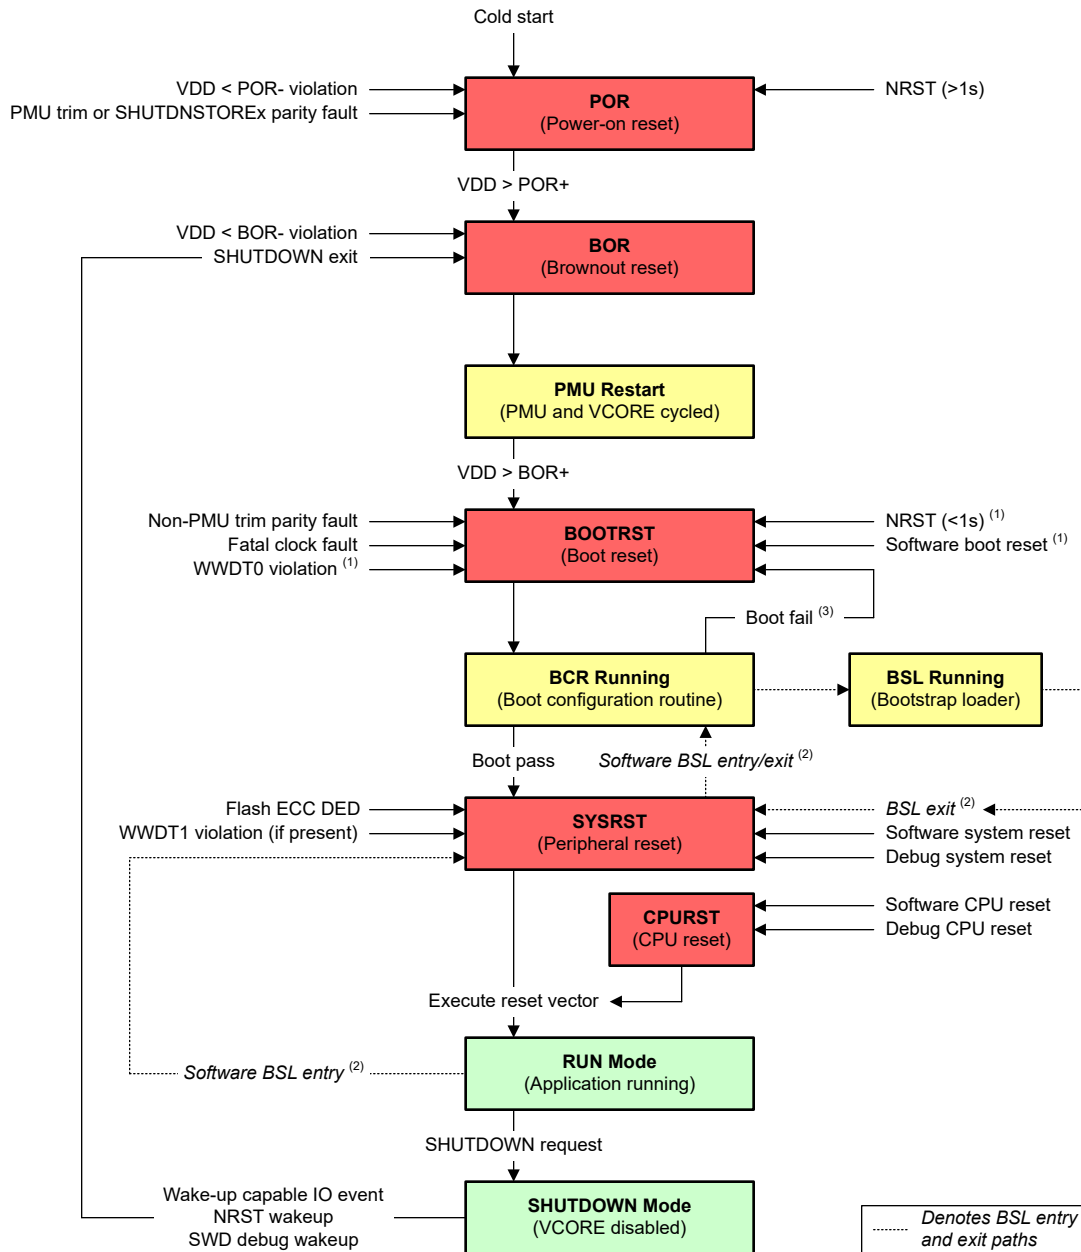 Cold start
VDD < POR- violation
PMU trim or SHUTDNSTOREx parity fault
POR
(Power-on reset)
NRST (>1s)
VDD > POR+
VDD < BOR- violation
SHUTDOWN exit
BOR
(Brownout reset)
PMU Restart
(PMU and VCORE cycled)
VDD > BOR+
Non-PMU trim parity fault
Fatal clock fault
WWDT0 violation (1)
BOOTRST
(Boot reset)
NRST (<1s) (1)
Software boot reset (1)
Boot fail (3)
BCR Running
(Boot configuration routine)
BSL Running
(Bootstrap loader)
Boot pass
Software BSL entry/exit (2)
Flash ECC DED
WWDT1 violation (if present)
SYSRST
(Peripheral reset)
BSL exit (2)
Software system reset
Debug system reset
CPURST
(CPU reset)
Software CPU reset
Debug CPU reset
Execute reset vector
RUN Mode
(Application running)
Software BSL entry (2)
SHUTDOWN request
Wake-up capable IO event
NRST wakeup
SWD debug wakeup
SHUTDOWN Mode
(VCORE disabled)
Denotes BSL entry
and exit paths